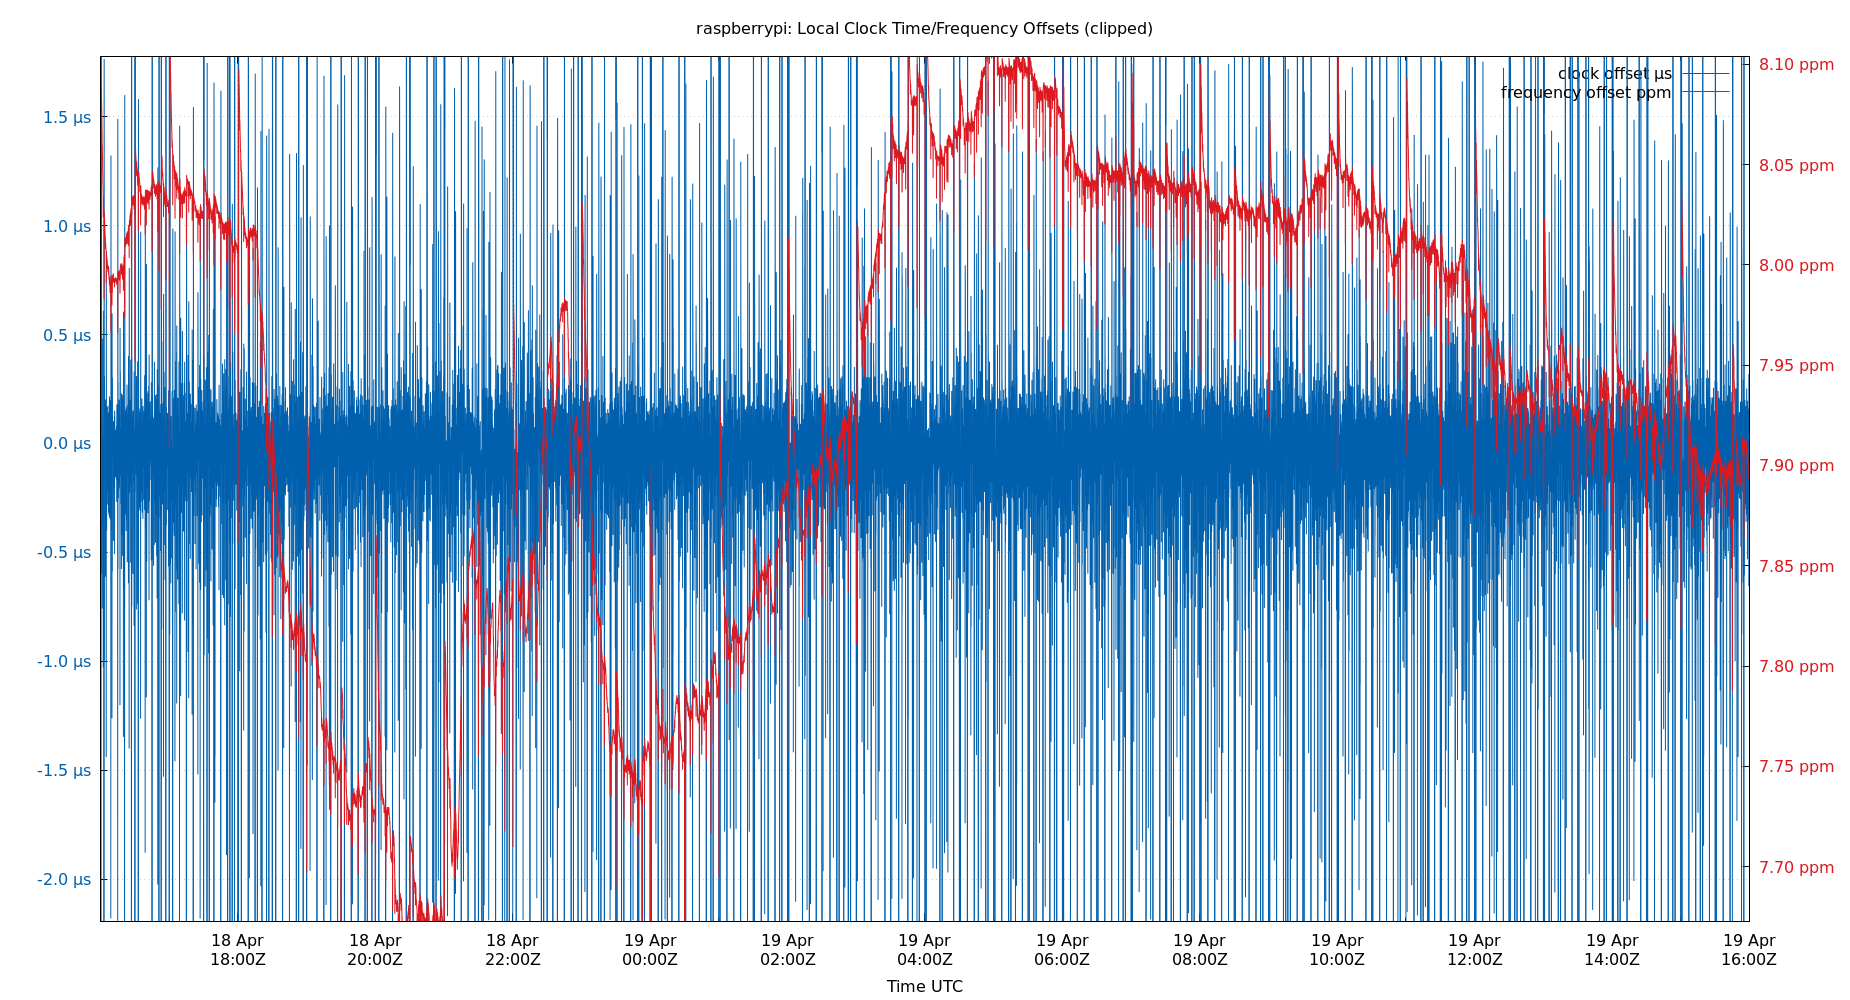 raspberrypi: Local Clock Time/Frequency Offsets (clipped)
clock offset µs
frequency offset ppm
1.5 µs
1.0 µs
0.5 µs
0.0 µs
-0.5 µs
-1.0 µs
-1.5 µs
-2.0 µs
8.10 ppm
8.05 ppm
8.00 ppm
7.95 ppm
7.90 ppm
7.85 ppm
7.80 ppm
7.75 ppm
7.70 ppm
18 Apr 18 Apr 18 Apr 19 Apr 19 Apr 19 Apr 19 Apr 19 Apr 19 Apr 19 Apr 19 Apr 19 Apr
18:00Z 20:00Z 22:00Z 00:00Z 02:00Z 04:00Z 06:00Z 08:00Z 10:00Z 12:00Z 14:00Z 16:00Z
Time UTC